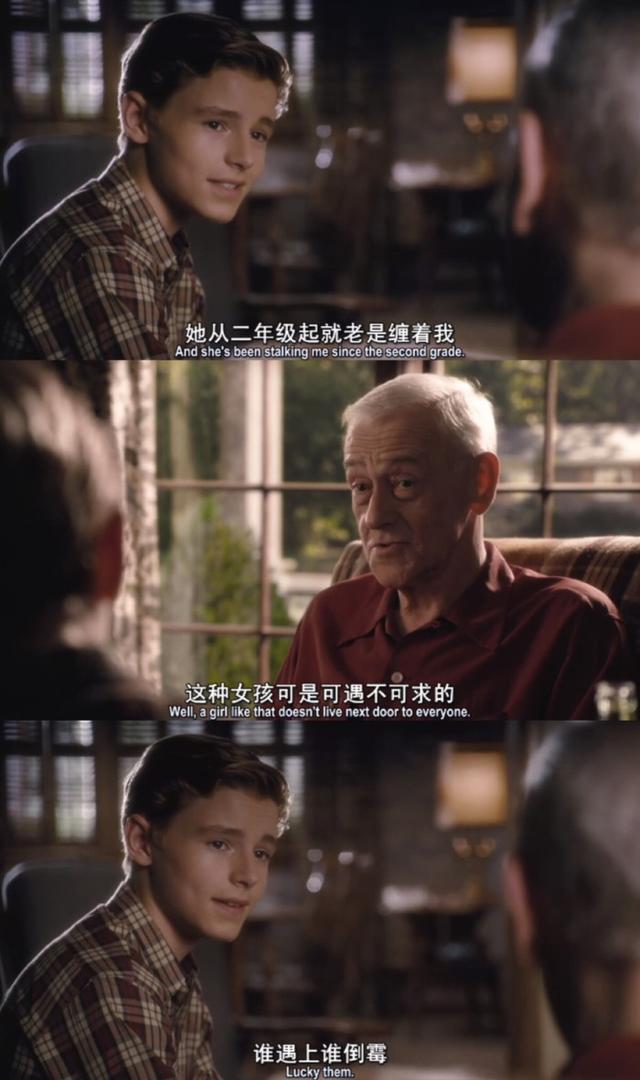 她从二年级起就老是缠着我
And she's been stalking me since the second grade.
这种女孩可是可遇不可求的
Well, a girl like that doesn't live next door to everyone.
谁遇上谁倒霉
Lucky them.